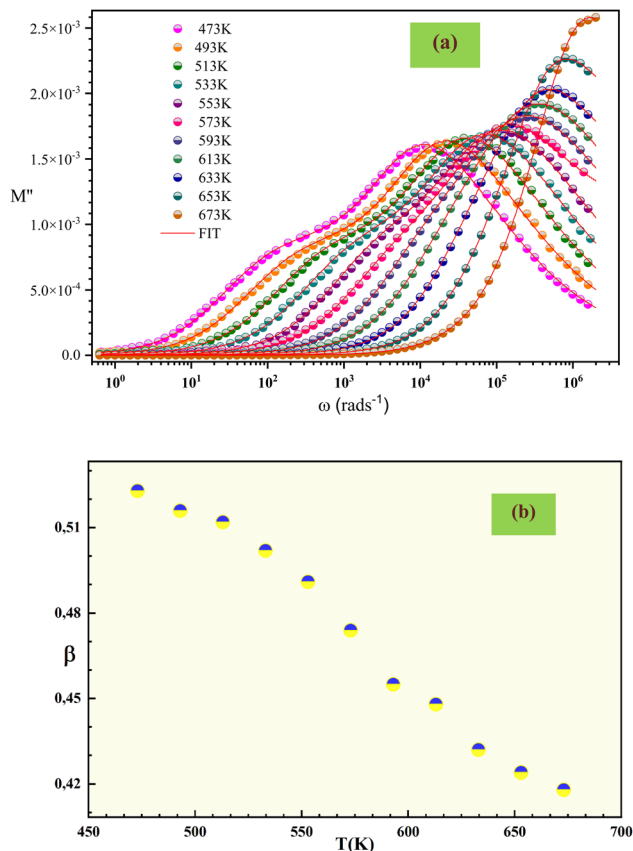 (a)
2.5×10⁻³
2.0×10⁻³
1.5×10⁻³
1.0×10⁻³
5.0×10⁻⁴
0.0
M"
473K
493K
513K
533K
553K
573K
593K
613K
633K
653K
673K
FIT
10⁰ 10¹ 10² 10³ 10⁴ 10⁵ 10⁶
ω (rads⁻¹)
(b)
0,51
0,48
0,45
0,42
β
450 500 550 600 650 700
T(K)